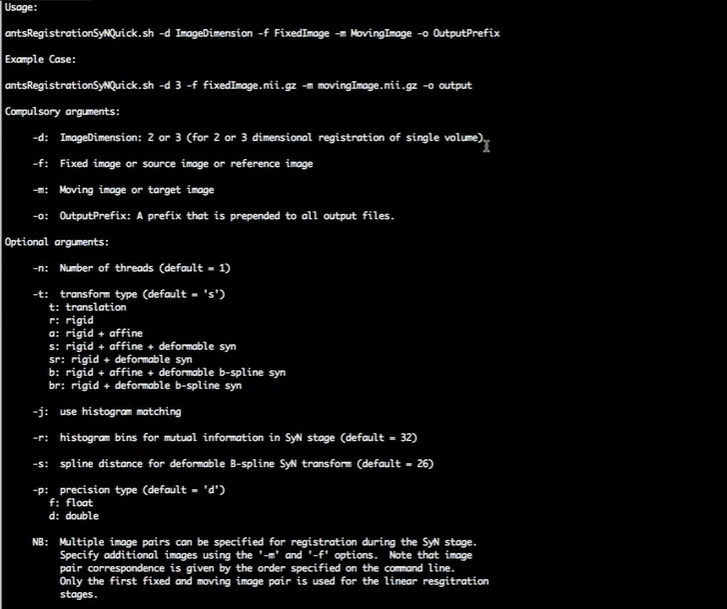 Usage:
antsRegistrationSyNQuick.sh -d ImageDimension -f FixedImage -m MovingImage -o OutputPrefix
Example Case:
antsRegistrationSyNQuick.sh -d 3 -f fixedImage.nii.gz -m movingImage.nii.gz -o output
Compulsory arguments:
-d: ImageDimension: 2 or 3 (for 2 or 3 dimensional registration of single volume)
-f: Fixed image or source image or reference image
-m: Moving image or target image
-o: OutputPrefix: A prefix that is prepended to all output files.
Optional arguments:
-n: Number of threads (default = 1)
-t: transform type (default = 's')
t: translation
r: rigid
a: rigid + affine
s: rigid + affine + deformable syn
sr: rigid + deformable syn
b: rigid + affine + deformable b-spline syn
br: rigid + deformable b-spline syn
-j: use histogram matching
-r: histogram bins for mutual information in SyN stage (default = 32)
-s: spline distance for deformable B-spline SyN transform (default = 26)
-p: precision type (default = 'd')
f: float
d: double
NB: Multiple image pairs can be specified for registration during the SyN stage.
Specify additional images using the '-m' and '-f' options. Note that image
pair correspondence is given by the order specified on the command line.
Only the first fixed and moving image pair is used for the linear resgitration
stages.